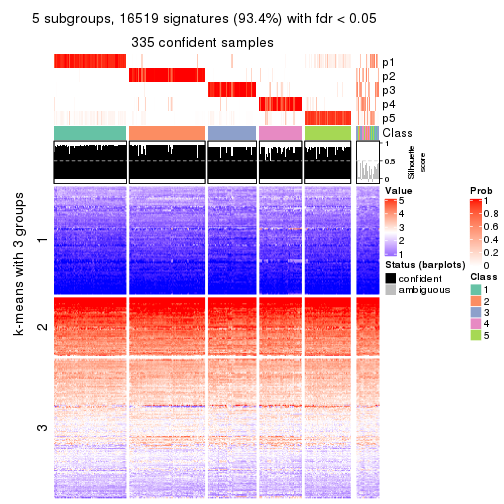 5 subgroups, 16519 signatures (93.4%) with fdr < 0.05
335 confident samples
p1
p2
p3
p4
p5
Class
1
0.5
0
Silhouette
score
k-means with 3 groups
1
2
3
Value
5
4
3
2
1
Status (barplots)
confident
ambiguous
Prob
1
0.8
0.6
0.4
0.2
0
Class
1
2
3
4
5